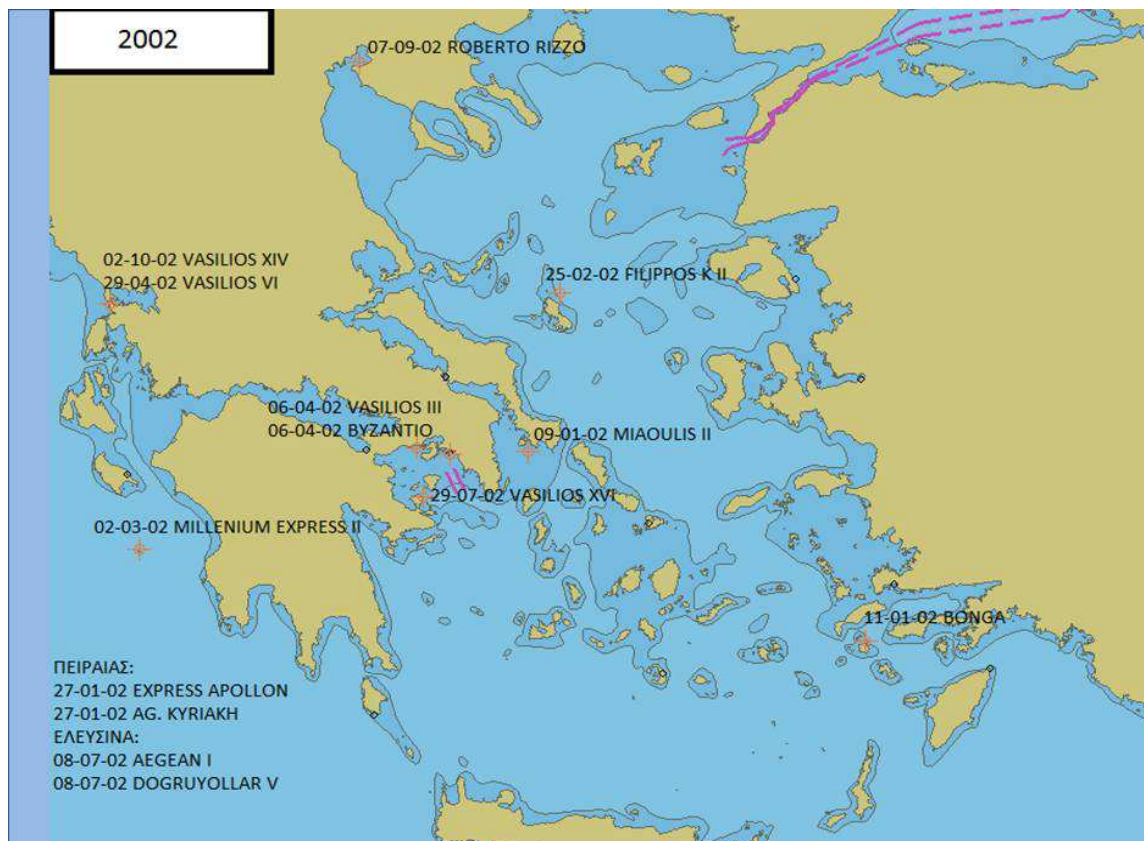 2002
07-09-02 ROBERTO RIZZO
02-10-02 VASILIOS XIV
29-04-02 VASILIOS VI
25-02-02 FILIPPOS K II
06-04-02 VASILIOS III
06-04-02 BYZANTIO
09-01-02 MIAOULIS II
29-07-02 VASILIOS XVI
02-03-02 MILLENIUM EXPRESS II
11-01-02 BONGA
ΠΕΙΡΑΙΑΣ:
27-01-02 EXPRESS APOLLON
27-01-02 AG. KYRIAKH
ΕΛΕΥΣΙΝΑ:
08-07-02 AEGEAN I
08-07-02 DOGRUYOLLAR V